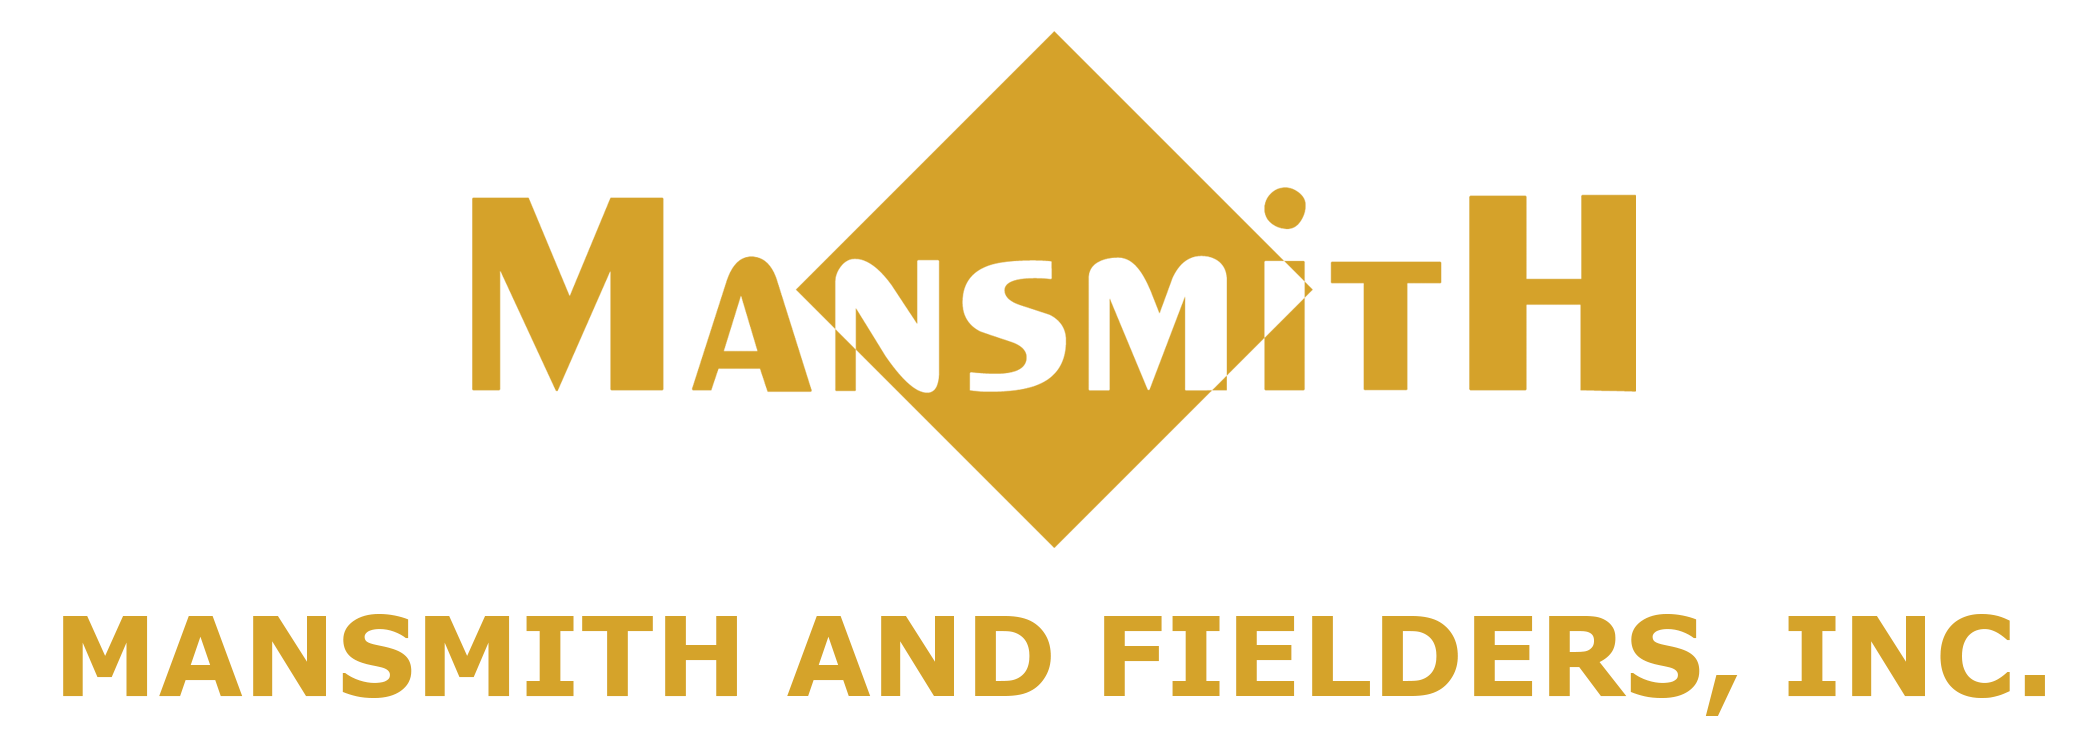 MANSMiTH
MANSMITH AND FIELDERS, INC.